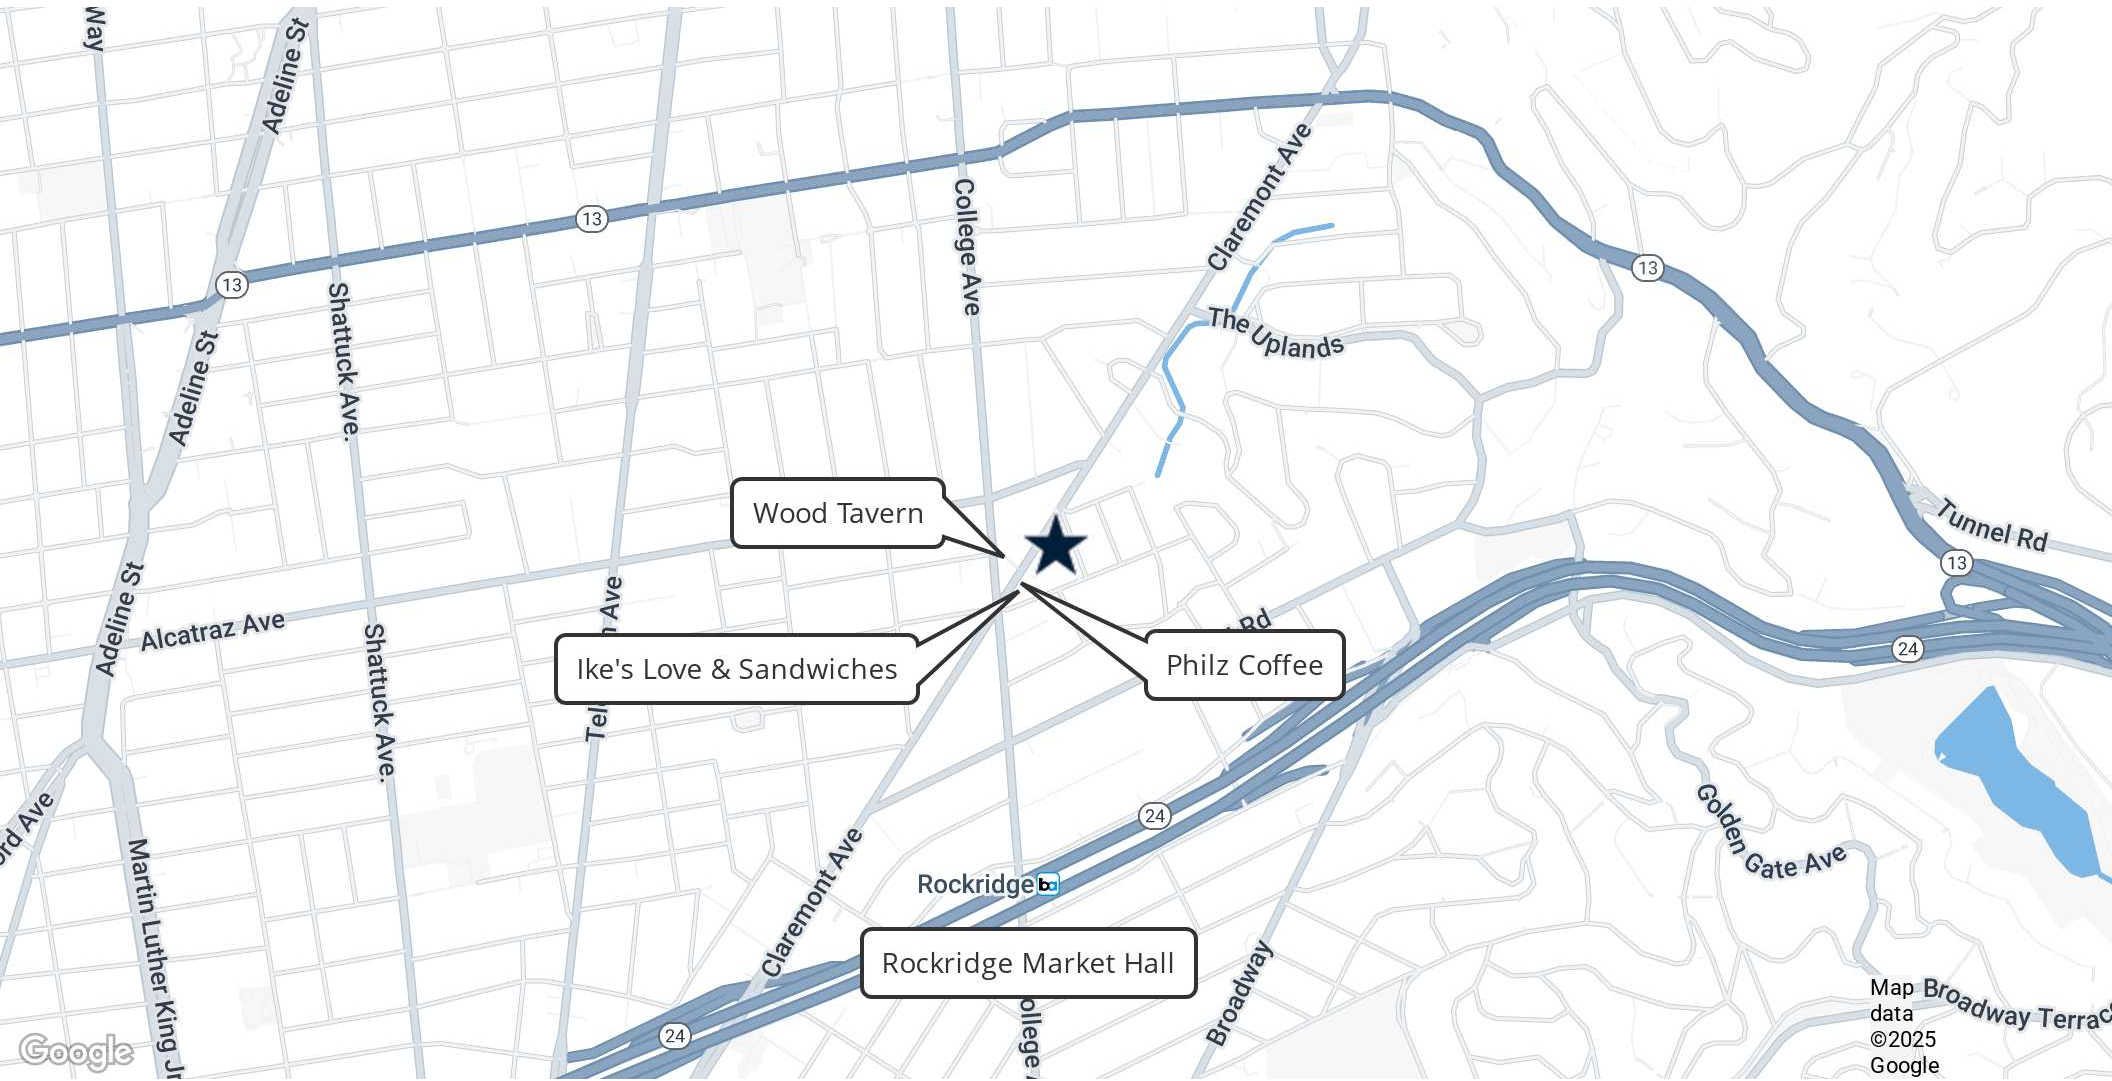 Way
Adeline St
13
13
College Ave
Claremont Ave
13
The Uplands
Shattuck Ave.
Adeline St
Wood Tavern
Tunnel Rd
13
Adeline St
Alcatraz Ave
Ave
Rd
Shattuck Ave.
Ike's Love & Sandwiches
Philz Coffee
24
24
Golden Gate Ave
Claremont Ave
Rockridge
Martin Luther King Jr
Rockridge Market Hall
Broadway
24
Map
data
©2025
Google
Broadway Terrac
Google